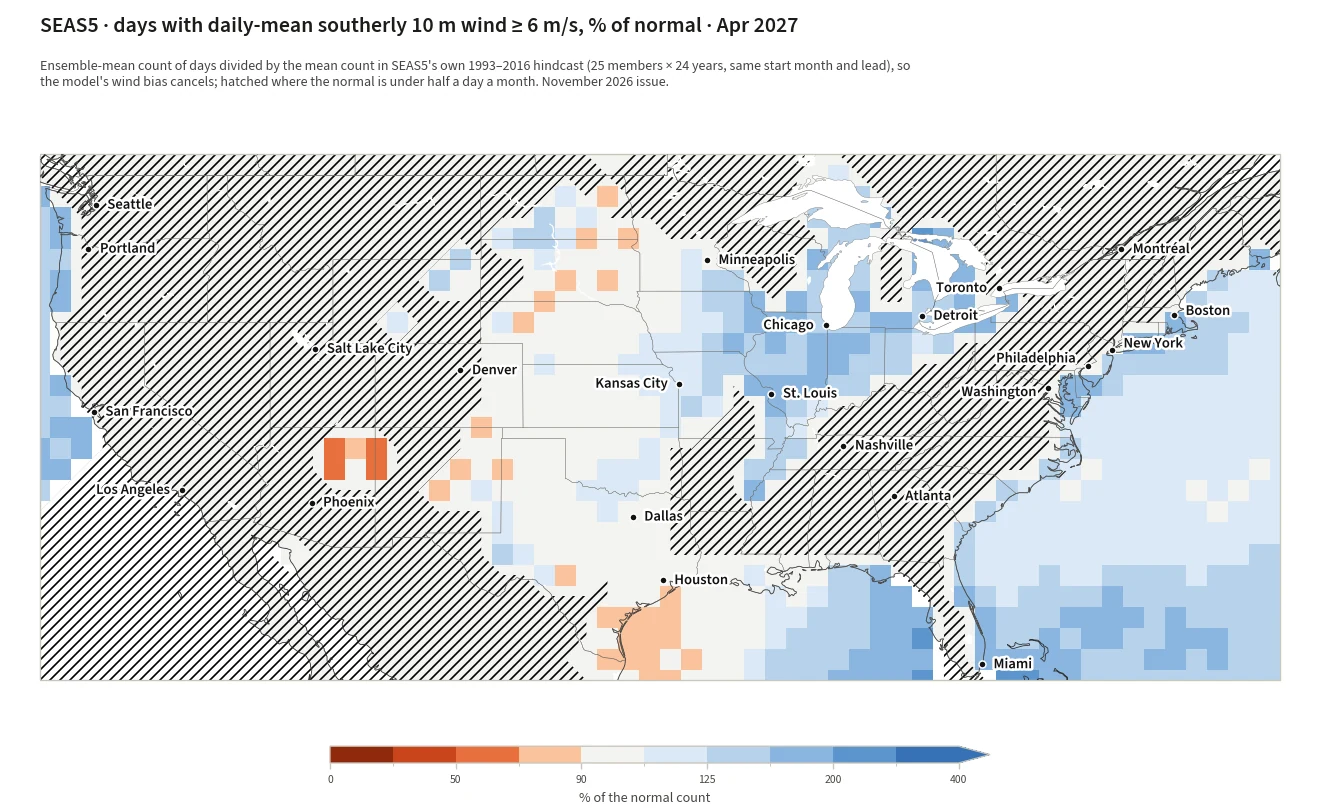 SEAS5 · days with daily-mean southerly 10 m wind ≥ 6 m/s, % of normal · Apr 2027
Ensemble-mean count of days divided by the mean count in SEAS5's own 1993–2016 hindcast (25 members × 24 years, same start month and lead), so
the model's wind bias cancels; hatched where the normal is under half a day a month. November 2026 issue.
Seattle
Portland
Montréal
Minneapolis
Toronto
Boston
Detroit
Chicago
New York
Salt Lake City
Philadelphia
Denver
Kansas City
Washington
St. Louis
San Francisco
Nashville
Los Angeles
Phoenix
Atlanta
Dallas
Houston
Miami
0 50 90 125 200 400
% of the normal count